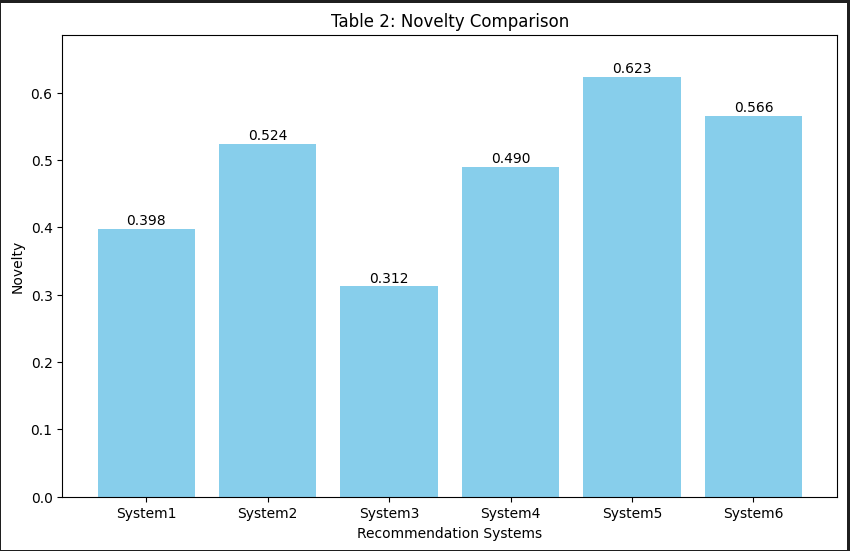 Table 2: Novelty Comparison
Novelty
0.6
0.5
0.4
0.3
0.2
0.1
0.0
0.398
0.524
0.312
0.490
0.623
0.566
System1
System2
System3
System4
System5
System6
Recommendation Systems